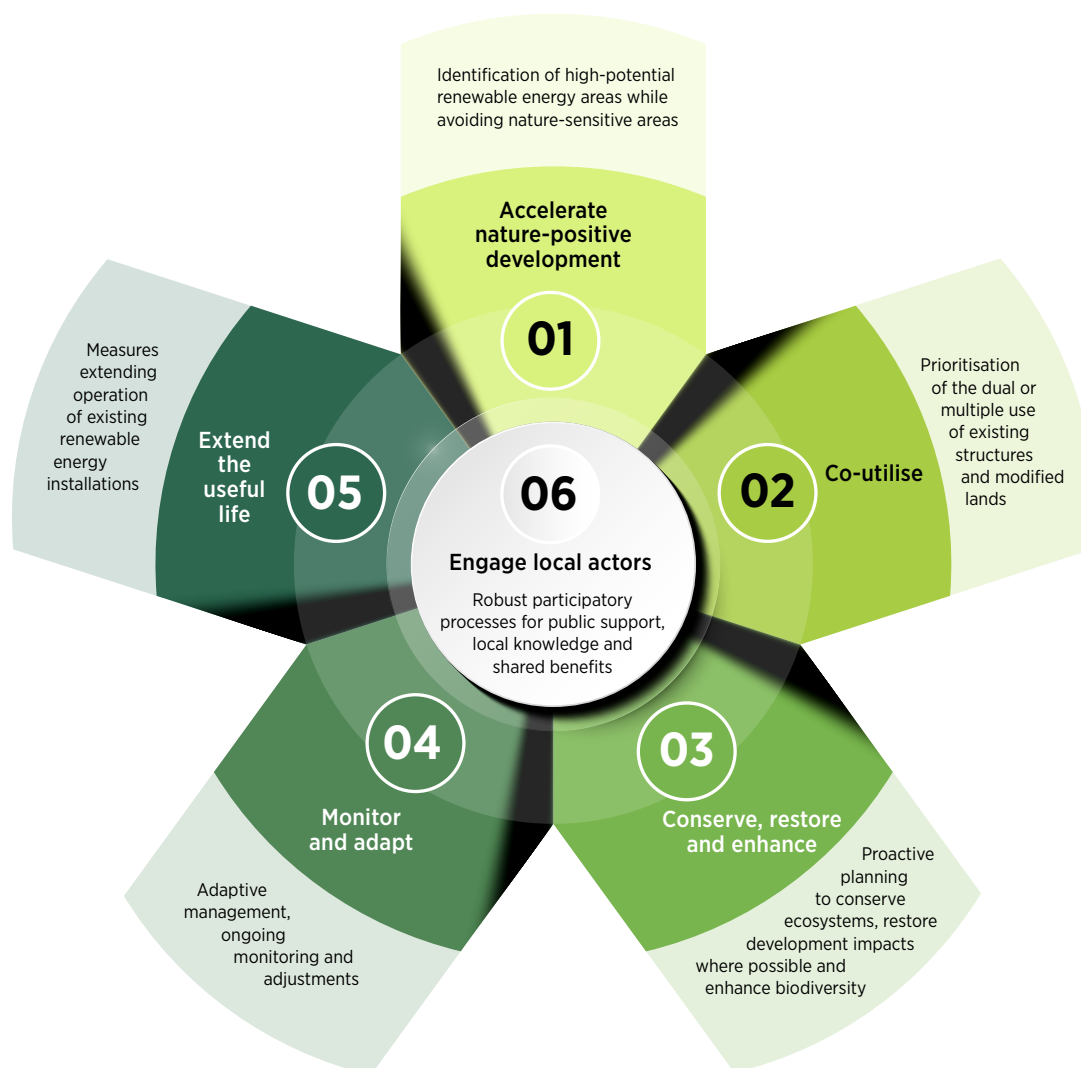 Identification of high-potential
renewable energy areas while
avoiding nature-sensitive areas
Accelerate
nature-positive
development
01
Prioritisation
of the dual or
multiple use
of existing
structures
and modified
lands
Co-utilise
02
03
Conserve, restore
and enhance
Proactive
planning
to conserve
ecosystems, restore
development impacts
where possible and
enhance biodiversity
04
Monitor
and adapt
Adaptive
management,
ongoing
monitoring and
adjustments
Measures
extending
operation
of existing
renewable
energy
installations
Extend
the
useful
life
05
06
Engage local actors
Robust participatory
processes for public support,
local knowledge and
shared benefits